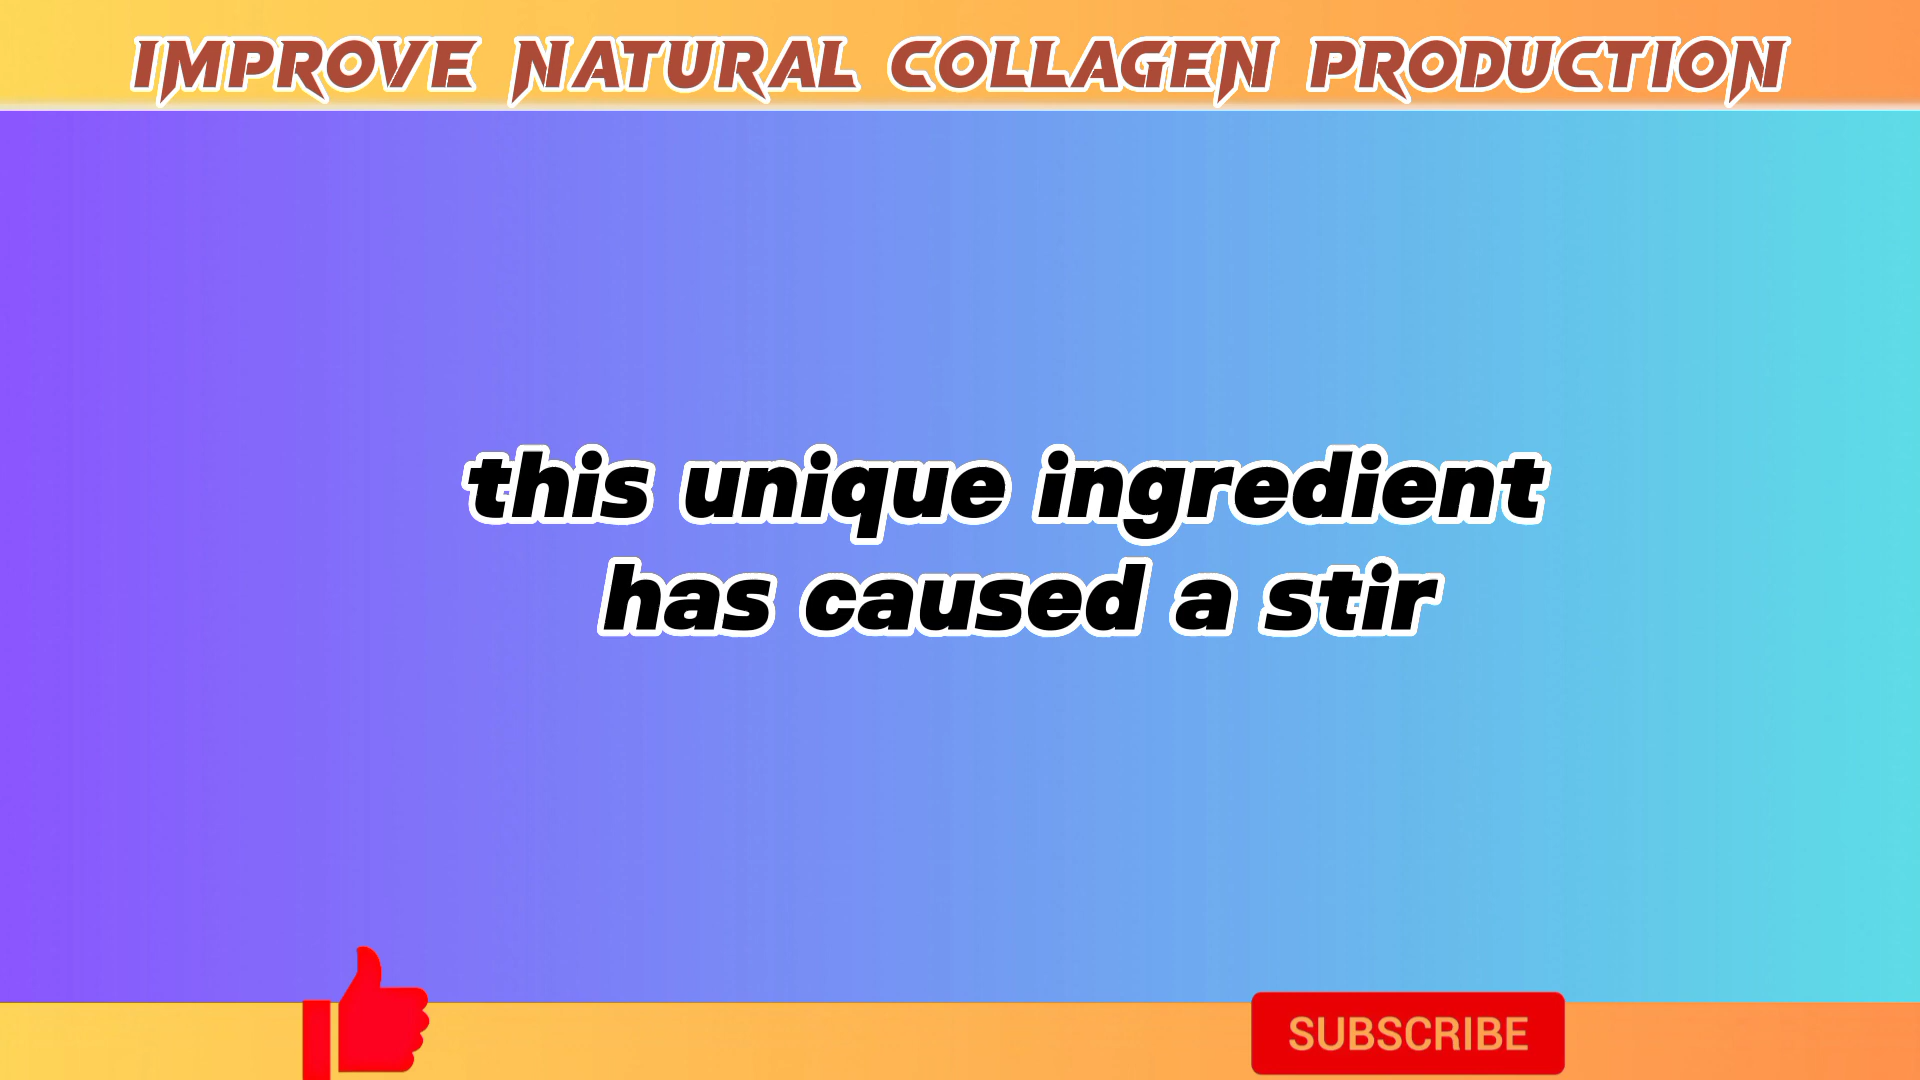 IMPROVE NATURAL COLLAGEN PRODUCTION
this unique ingredient
has caused a stir
SUBSCRIBE